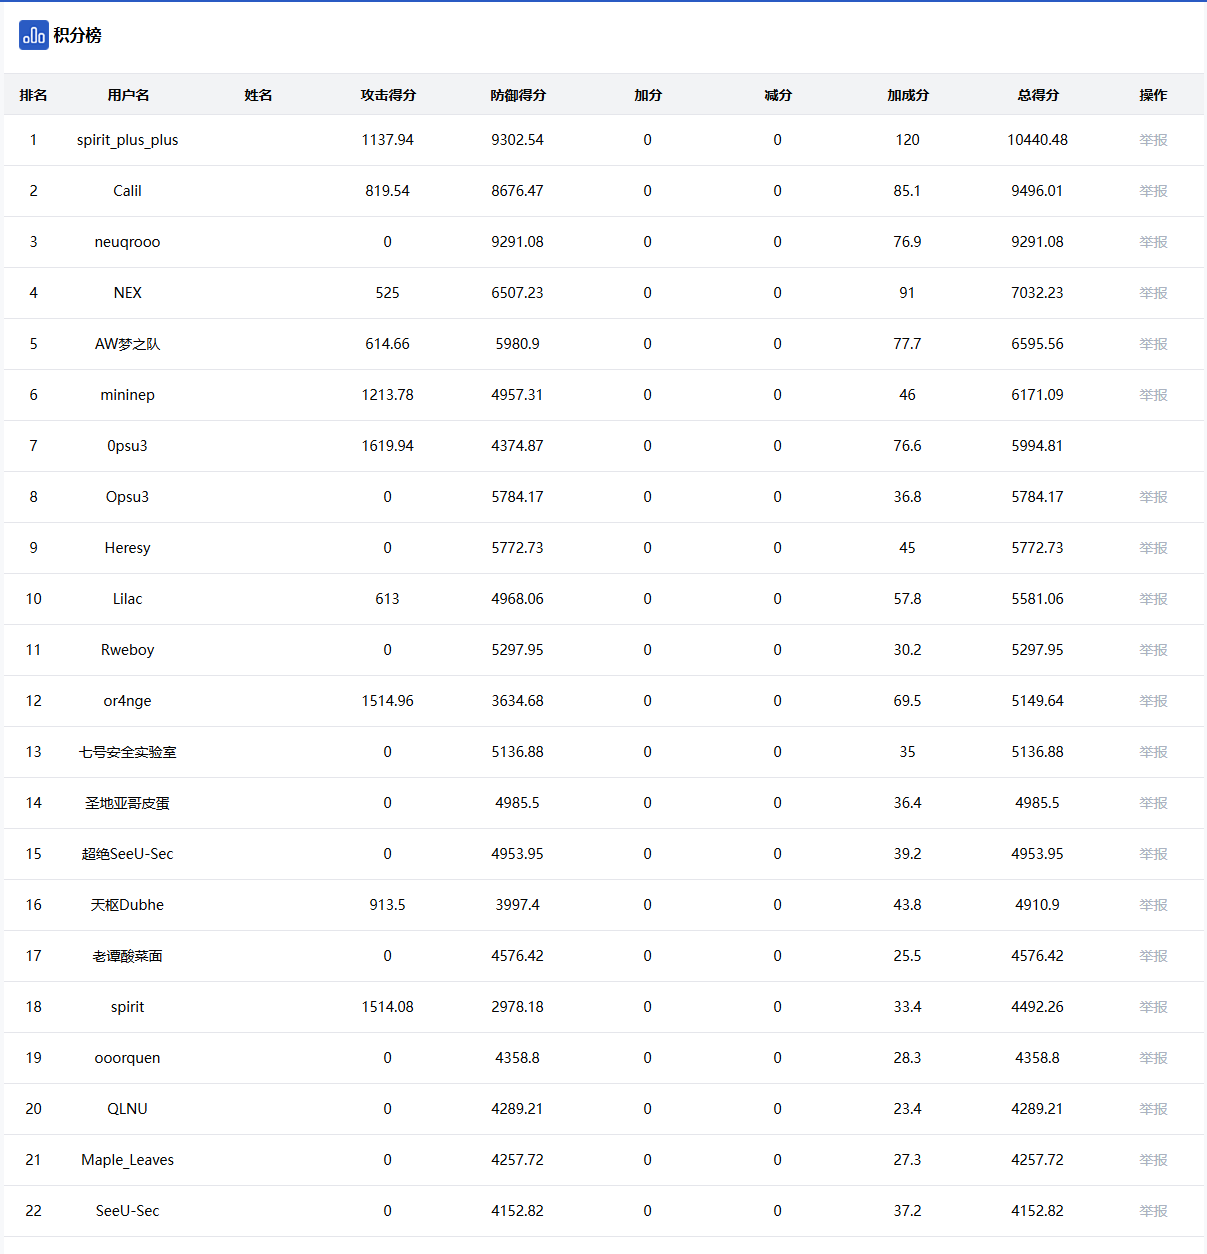 积分榜
排名 用户名 姓名 攻击得分 防御得分 加分 减分 加成分 总得分 操作
1 spirit_plus_plus 1137.94 9302.54 0 0 120 10440.48 举报
2 Calil 819.54 8676.47 0 0 85.1 9496.01 举报
3 neuqrooo 0 9291.08 0 0 76.9 9291.08 举报
4 NEX 525 6507.23 0 0 91 7032.23 举报
5 AW梦之队 614.66 5980.9 0 0 77.7 6595.56 举报
6 mininep 1213.78 4957.31 0 0 46 6171.09 举报
7 0psu3 1619.94 4374.87 0 0 76.6 5994.81
8 Opsu3 0 5784.17 0 0 36.8 5784.17 举报
9 Heresy 0 5772.73 0 0 45 5772.73 举报
10 Lilac 613 4968.06 0 0 57.8 5581.06 举报
11 Rweboy 0 5297.95 0 0 30.2 5297.95 举报
12 or4nge 1514.96 3634.68 0 0 69.5 5149.64 举报
13 七号安全实验室 0 5136.88 0 0 35 5136.88 举报
14 圣地亚哥皮蛋 0 4985.5 0 0 36.4 4985.5 举报
15 超绝SeeU-Sec 0 4953.95 0 0 39.2 4953.95 举报
16 天枢Dubhe 913.5 3997.4 0 0 43.8 4910.9 举报
17 老谭酸菜面 0 4576.42 0 0 25.5 4576.42 举报
18 spirit 1514.08 2978.18 0 0 33.4 4492.26 举报
19 ooorquen 0 4358.8 0 0 28.3 4358.8 举报
20 QLNU 0 4289.21 0 0 23.4 4289.21 举报
21 Maple_Leaves 0 4257.72 0 0 27.3 4257.72 举报
22 SeeU-Sec 0 4152.82 0 0 37.2 4152.82 举报